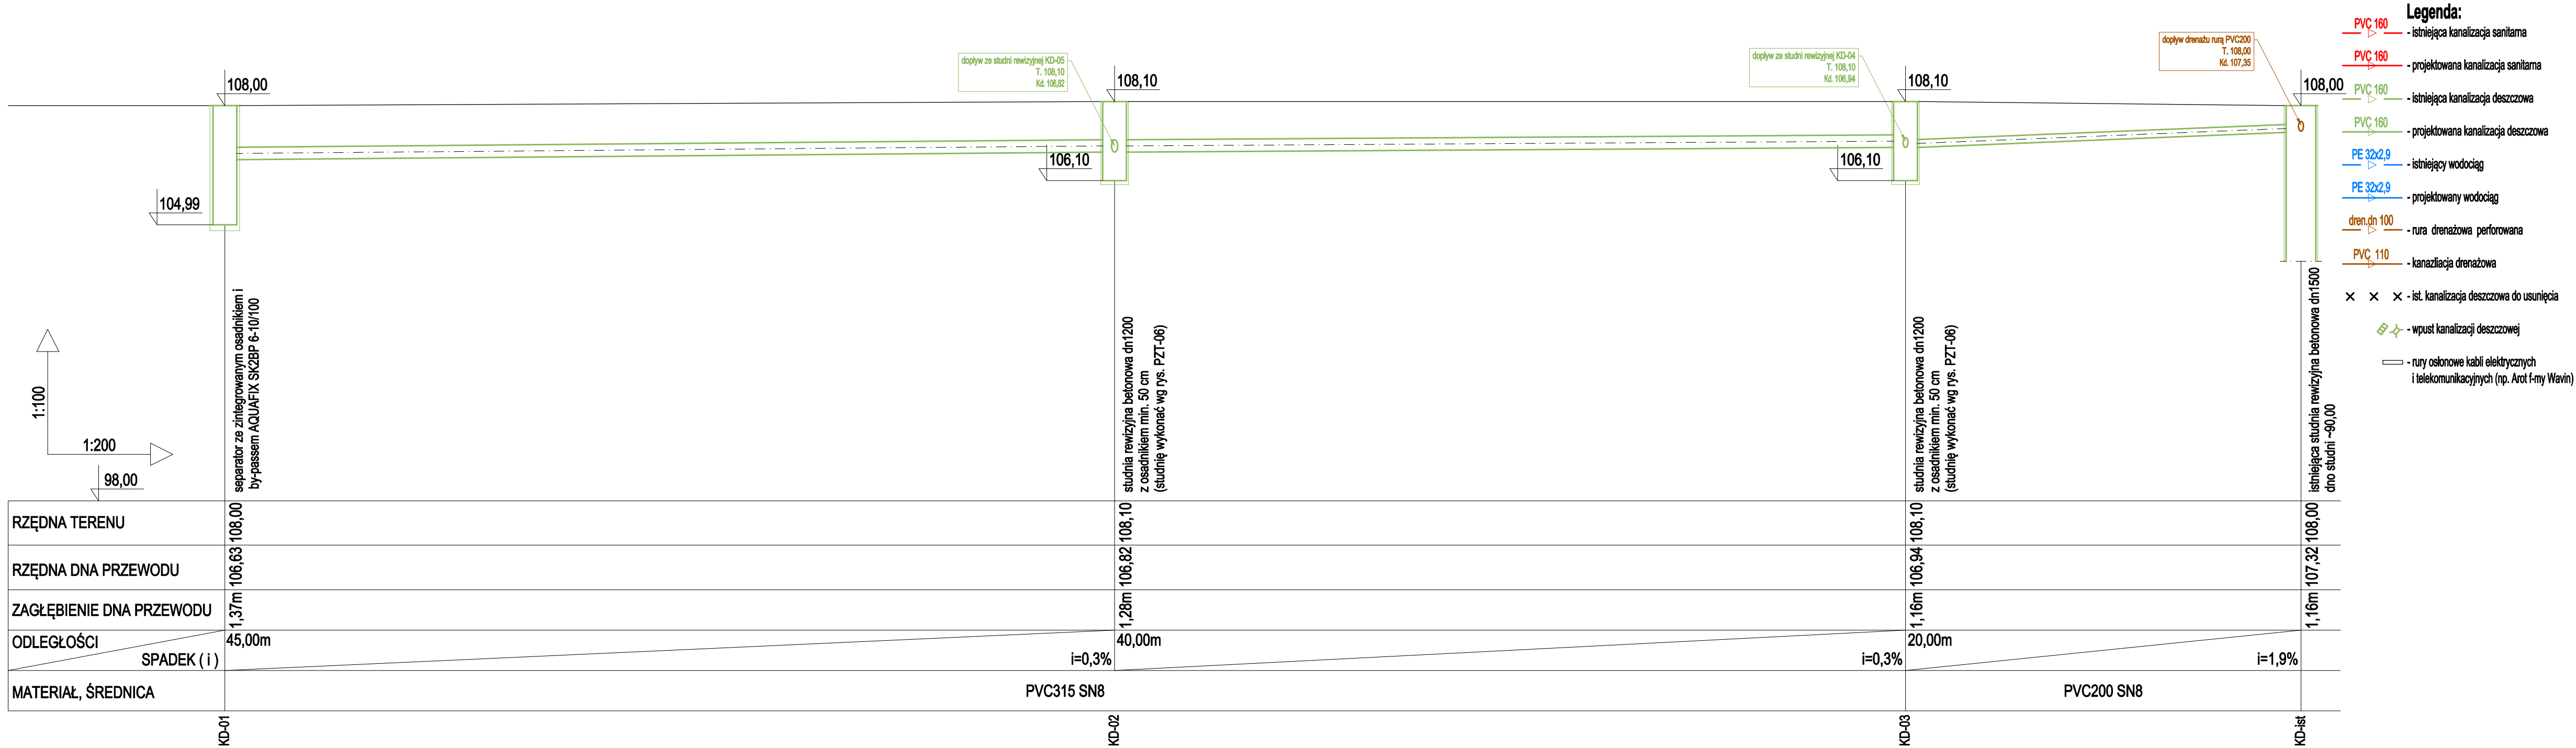 Legenda:
PVC 160
- istniejąca kanalizacja sanitarna
PVC 160
- projektowana kanalizacja sanitarna
PVC 160
- istniejąca kanalizacja deszczowa
PVC 160
- projektowana kanalizacja deszczowa
PE 32x2,9
- istniejący wodociąg
PE 32x2,9
- projektowany wodociąg
dren.dn 100
- rura drenażowa perforowana
PVC 110
- kanazliacja drenażowa
- ist. kanalizacja deszczowa do usunięcia
- wpust kanalizacji deszczowej
- rury osłonowe kabli elektrycznych
i telekomunikacyjnych (np. Arot f-my Wavin)
108,00
dopływ ze studni rewizyjnej KD-05
T. 108,10
Kd. 106,82
108,10
dopływ ze studni rewizyjnej KD-04
T. 108,10
Kd. 106,94
108,10
dopływ drenażu rurą PVC200
T. 108,00
Kd. 107,35
108,00
104,99
106,10
106,10
1:100
1:200
98,00
separator ze zintegrowanym osadnikiem i
by-passem AQUAFIX SK2BP 6-10/100
studnia rewizyjna betonowa dn1200
z osadnikiem min. 50 cm
(studnię wykonać wg rys. PZT-06)
studnia rewizyjna betonowa dn1200
z osadnikiem min. 50 cm
(studnię wykonać wg rys. PZT-06)
istniejąca studnia rewizyjna betonowa dn1500
dno studni ~90,00
RZĘDNA TERENU
108,00
108,10
108,10
108,00
RZĘDNA DNA PRZEWODU
106,63
106,82
106,94
107,32
ZAGŁĘBIENIE DNA PRZEWODU
1,37m
1,28m
1,16m
1,16m
ODLEGŁOŚCI
45,00m
40,00m
20,00m
SPADEK ( i )
i=0,3%
i=0,3%
i=1,9%
MATERIAŁ, ŚREDNICA
PVC315 SN8
PVC200 SN8
KD-01
KD-02
KD-03
KD-ist